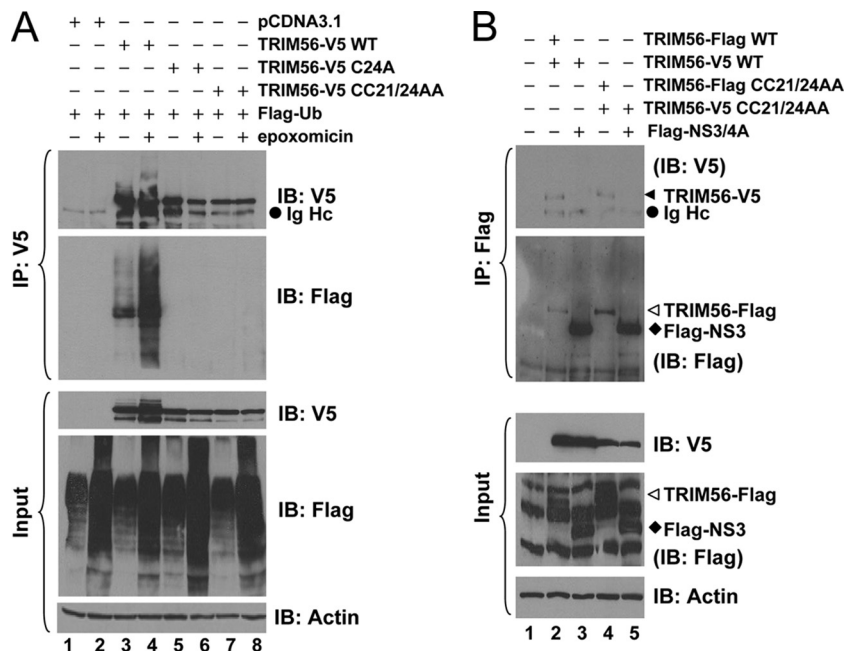 A
+ + − − − − − − pCDNA3.1
− − + + − − − − TRIM56-V5 WT
− − − − + + − − TRIM56-V5 C24A
− − − − − − + + TRIM56-V5 CC21/24AA
+ + + + + + + + Flag-Ub
− + − + − + − + epoxomicin
IP: V5
IB: V5
● Ig Hc
IB: Flag
Input
IB: V5
IB: Flag
IB: Actin
1 2 3 4 5 6 7 8
B
− + − − − TRIM56-Flag WT
− + + − − TRIM56-V5 WT
− − − + − TRIM56-Flag CC21/24AA
− − − + + TRIM56-V5 CC21/24AA
− − + − + Flag-NS3/4A
IP: Flag
(IB: V5)
◀ TRIM56-V5
● Ig Hc
◁ TRIM56-Flag
◆ Flag-NS3
(IB: Flag)
Input
IB: V5
◁ TRIM56-Flag
◆ Flag-NS3
(IB: Flag)
IB: Actin
1 2 3 4 5